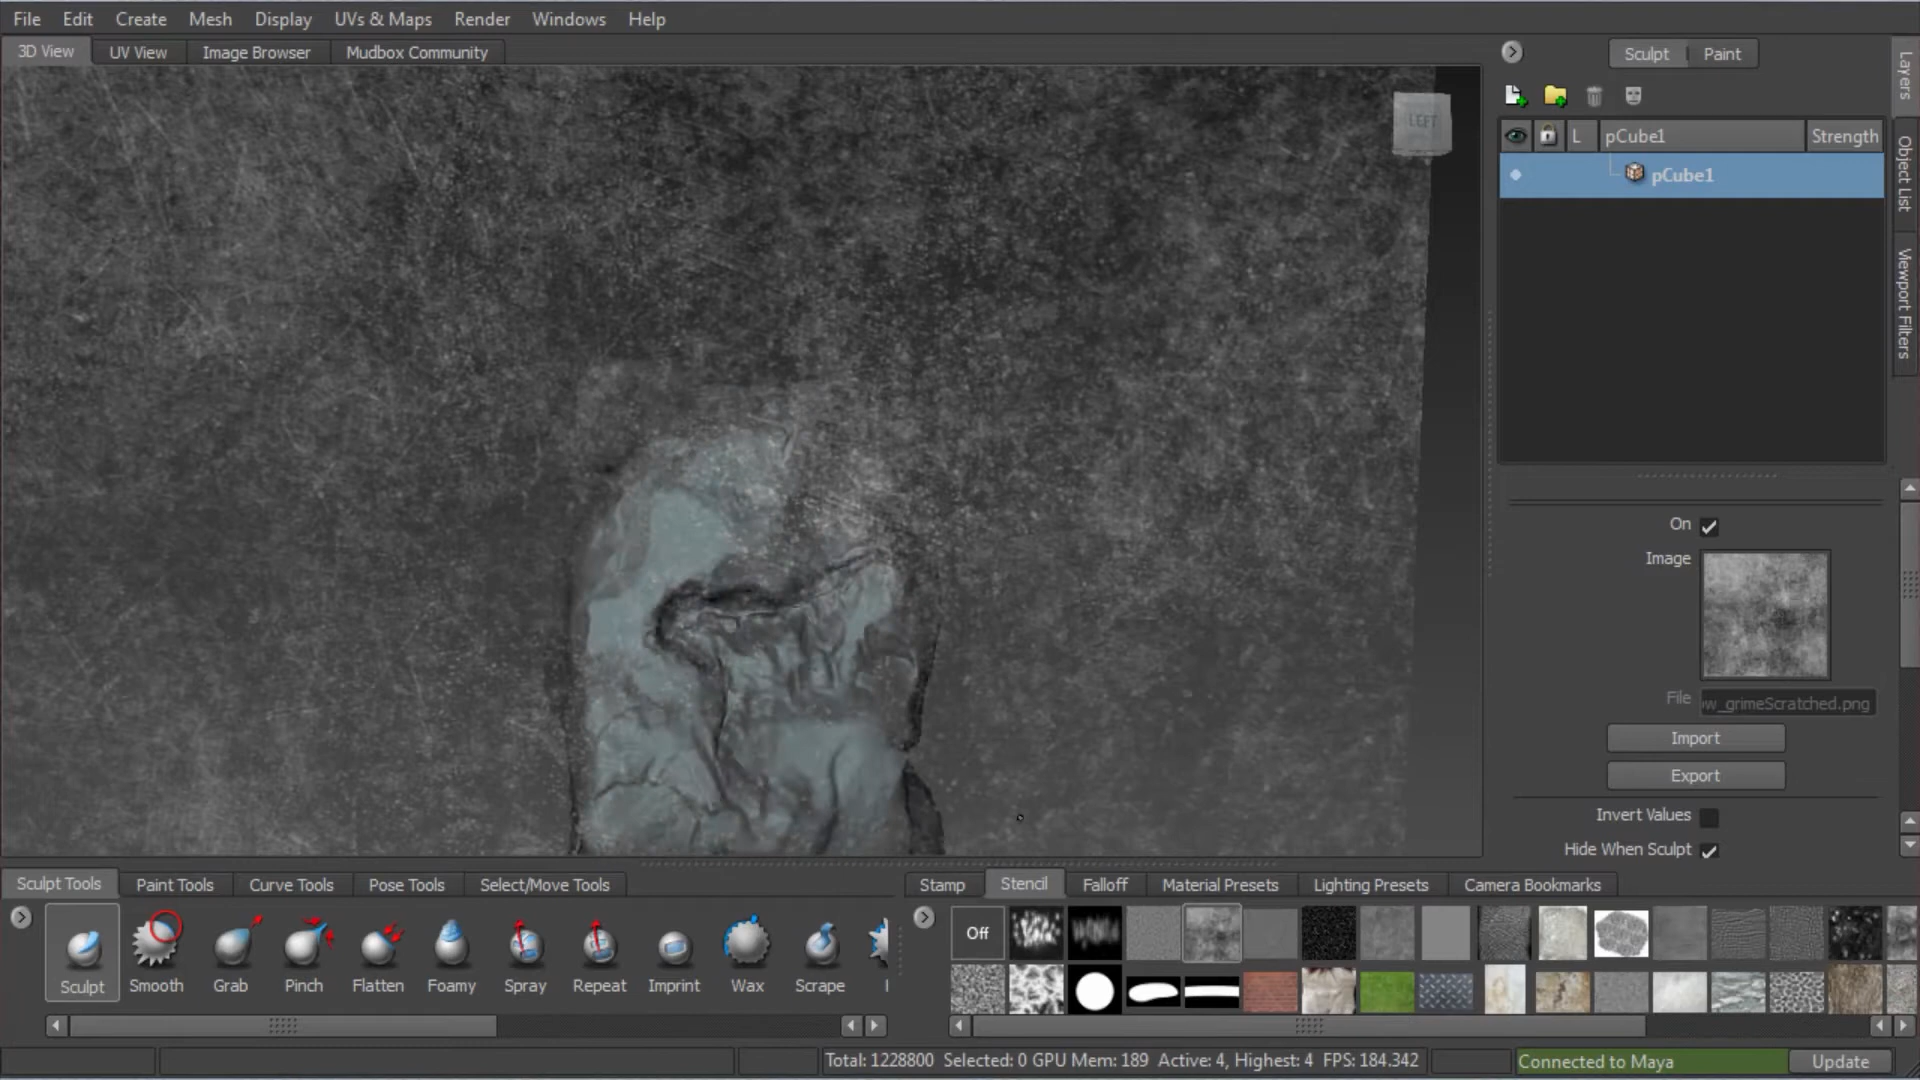 File Edit Create Mesh Display UVs & Maps Render Windows Help
3D View UV View Image Browser Mudbox Community
Sculpt Paint
LEFT
L pCube1 Strength
pCube1
Layers
Object List
Viewport Filters
On
Image
File w_grimeScratched.png
Import
Export
Invert Values
Hide When Sculpt
Sculpt Tools Paint Tools Curve Tools Pose Tools Select/Move Tools
Stamp Stencil Falloff Material Presets Lighting Presets Camera Bookmarks
Off
Sculpt Smooth Grab Pinch Flatten Foamy Spray Repeat Imprint Wax Scrape
Total: 1228800 Selected: 0 GPU Mem: 189 Active: 4, Highest: 4 FPS: 184.342
Connected to Maya Update